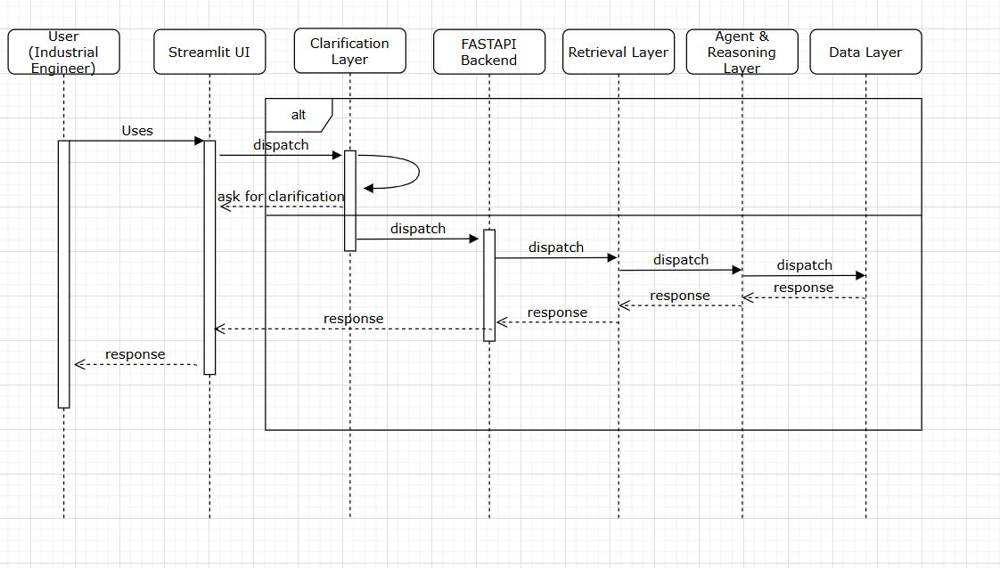 User
(Industrial
Engineer)
Streamlit UI
Clarification
Layer
FASTAPI
Backend
Retrieval Layer
Agent &
Reasoning
Layer
Data Layer
alt
Uses
dispatch
ask for clarification
dispatch
dispatch
dispatch
dispatch
response
response
response
response
response